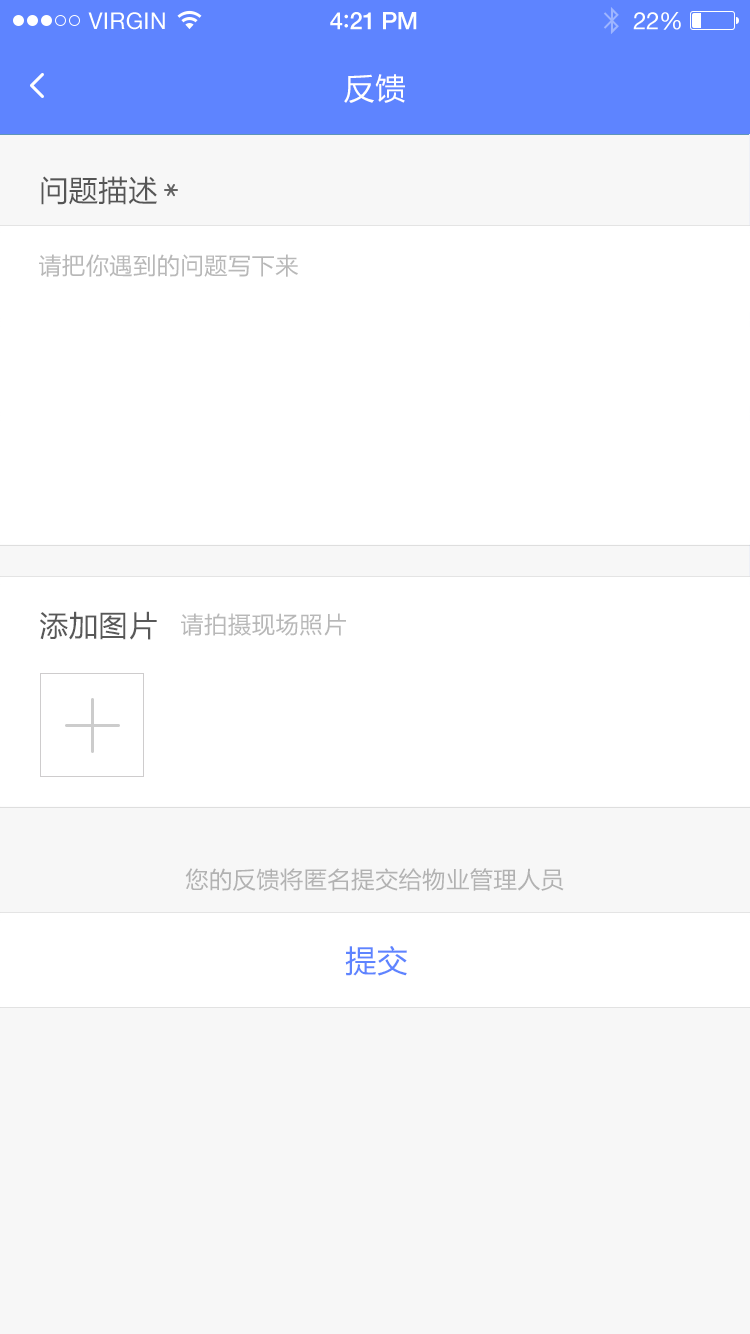 VIRGIN 4:21 PM 22%
反馈
问题描述 *
请把你遇到的问题写下来
添加图片 请拍摄现场照片
您的反馈将匿名提交给物业管理人员
提交